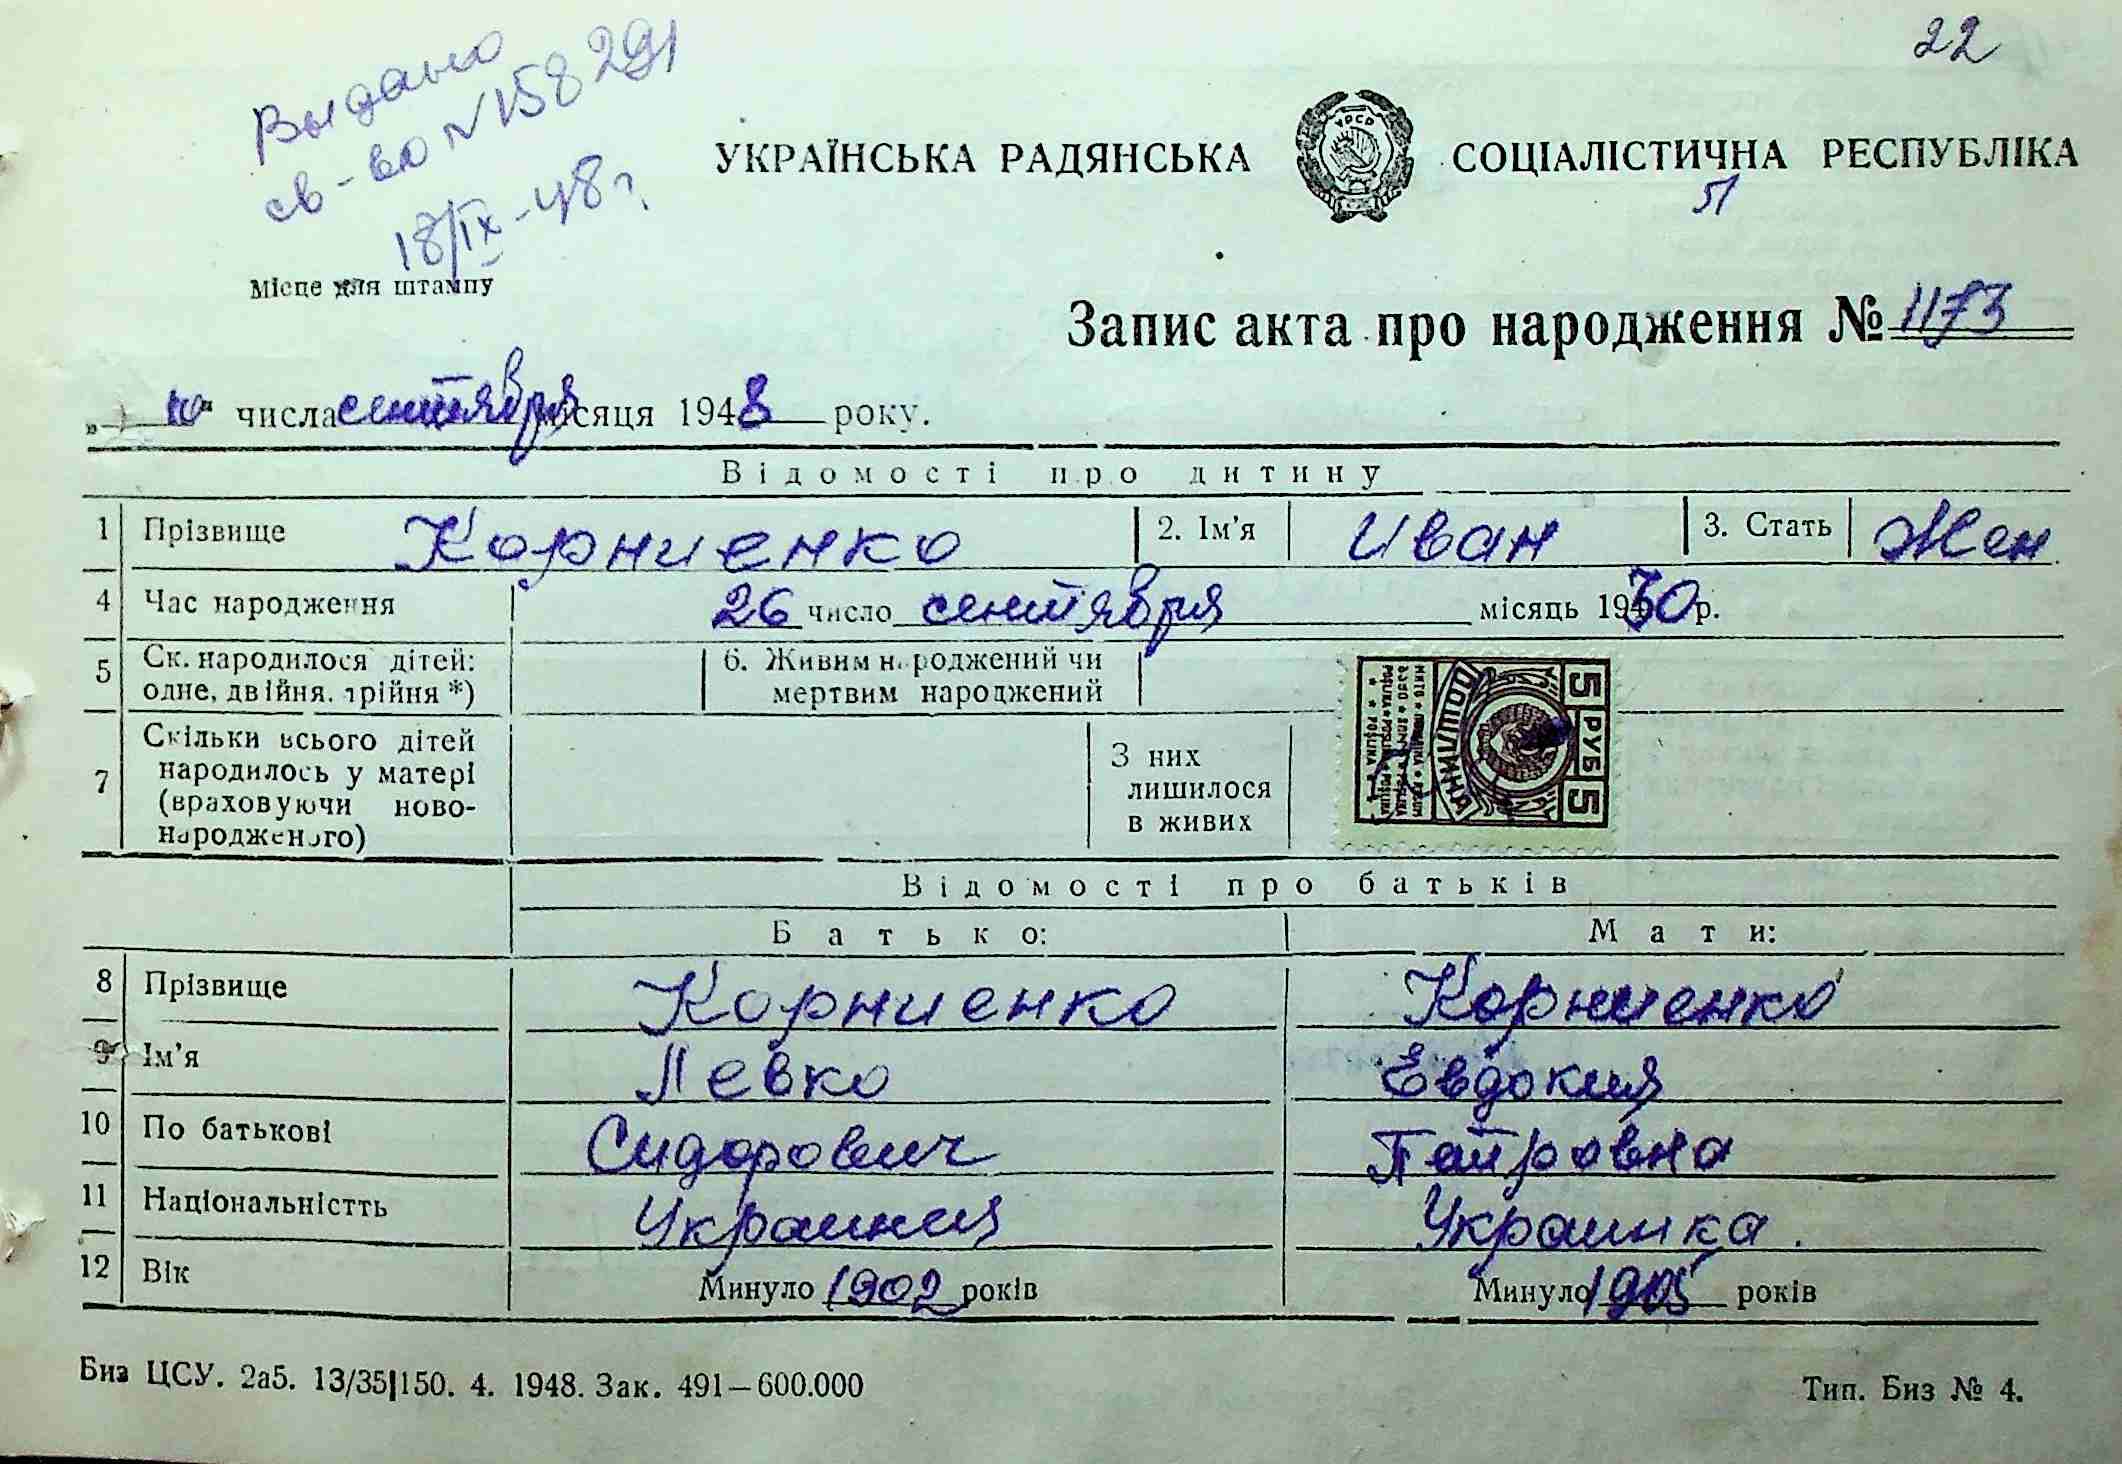 22
Выдано
св-во №158291
18/IX-48 г.
УКРАЇНСЬКА РАДЯНСЬКА СОЦІАЛІСТИЧНА РЕСПУБЛІКА
Місце для штампу
Запис акта про народження № 1173
„10" числа сентября місяця 1948 року.
Відомості про дитину
1 Прізвище Корниенко 2. Ім'я Иван 3. Стать Жен
4 Час народження 26 число сентября місяць 1930 р.
5 Ск. народилося дітей: одне, двійня, трійня *) 6. Живим народжений чи мертвим народжений
7 Скільки всього дітей народилось у матері (враховуючи новонародженого) З них лишилося в живих
5 РУБ 5
ПОШЛИНА
Відомості про батьків
Батько: Мати:
8 Прізвище Корниенко Корниенко
9 Ім'я Левко Евдокия
10 По батькові Сидорович Патровна
11 Національністть Украинец Украинка.
12 Вік Минуло 1902 років Минуло 1905 років
Биз ЦСУ. 2а5. 13/35|150. 4. 1948. Зак. 491–600.000 Тип. Биз № 4.